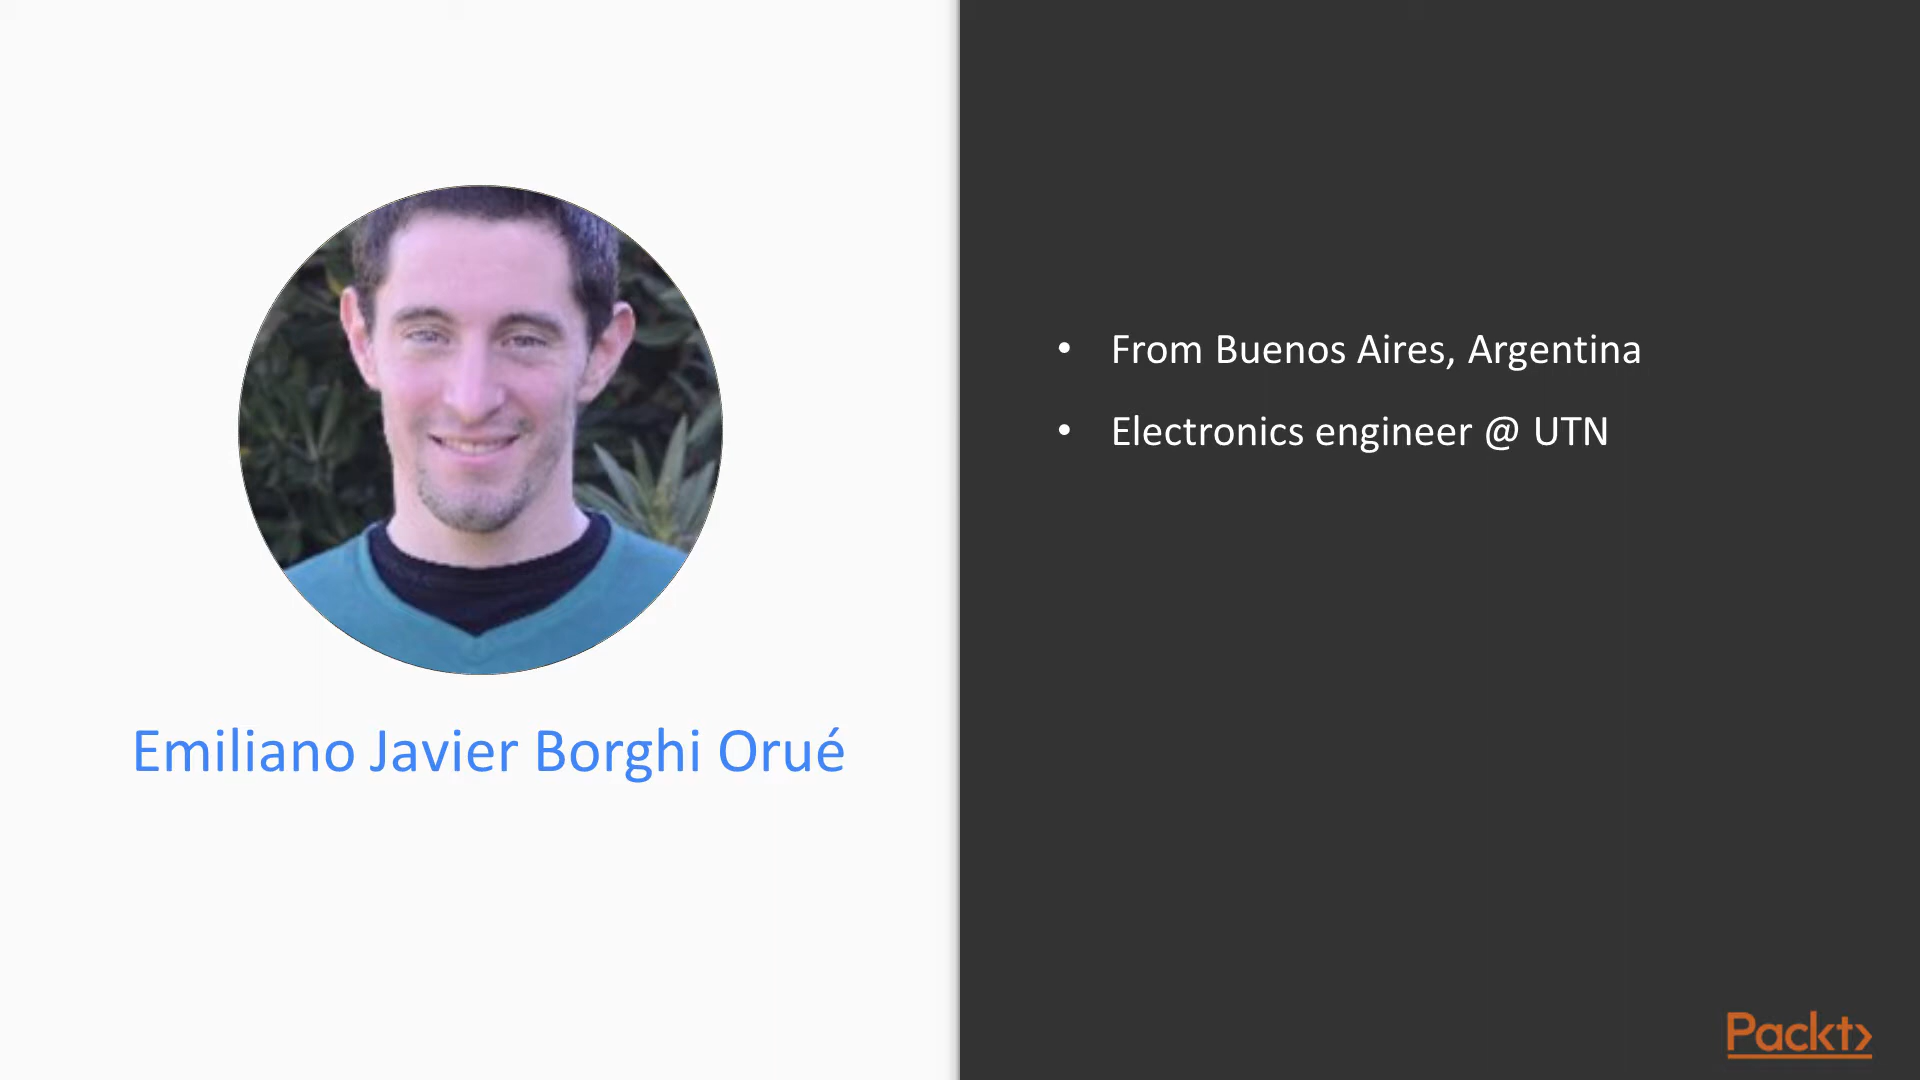 Emiliano Javier Borghi Orué
• From Buenos Aires, Argentina
• Electronics engineer @ UTN
Packt>